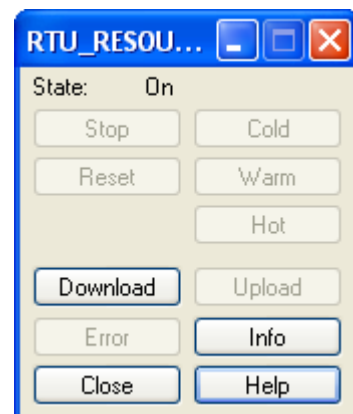 RTU_RESOU...
State: On
Stop Cold
Reset Warm
Hot
Download Upload
Error Info
Close Help